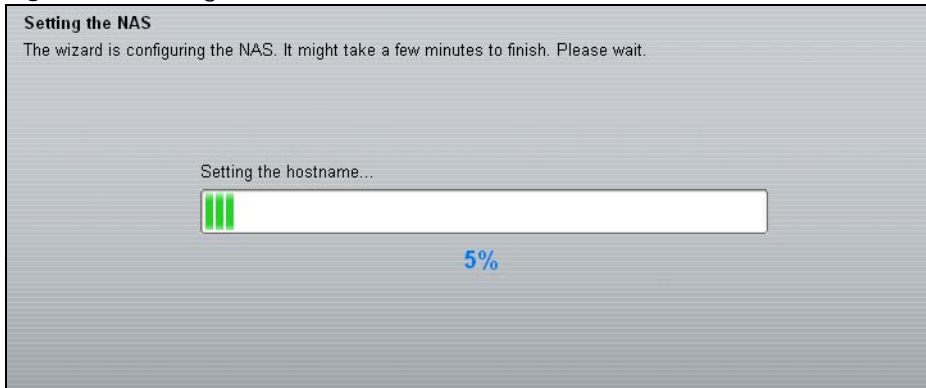 Setting the NAS
The wizard is configuring the NAS. It might take a few minutes to finish. Please wait.
Setting the hostname...
5%